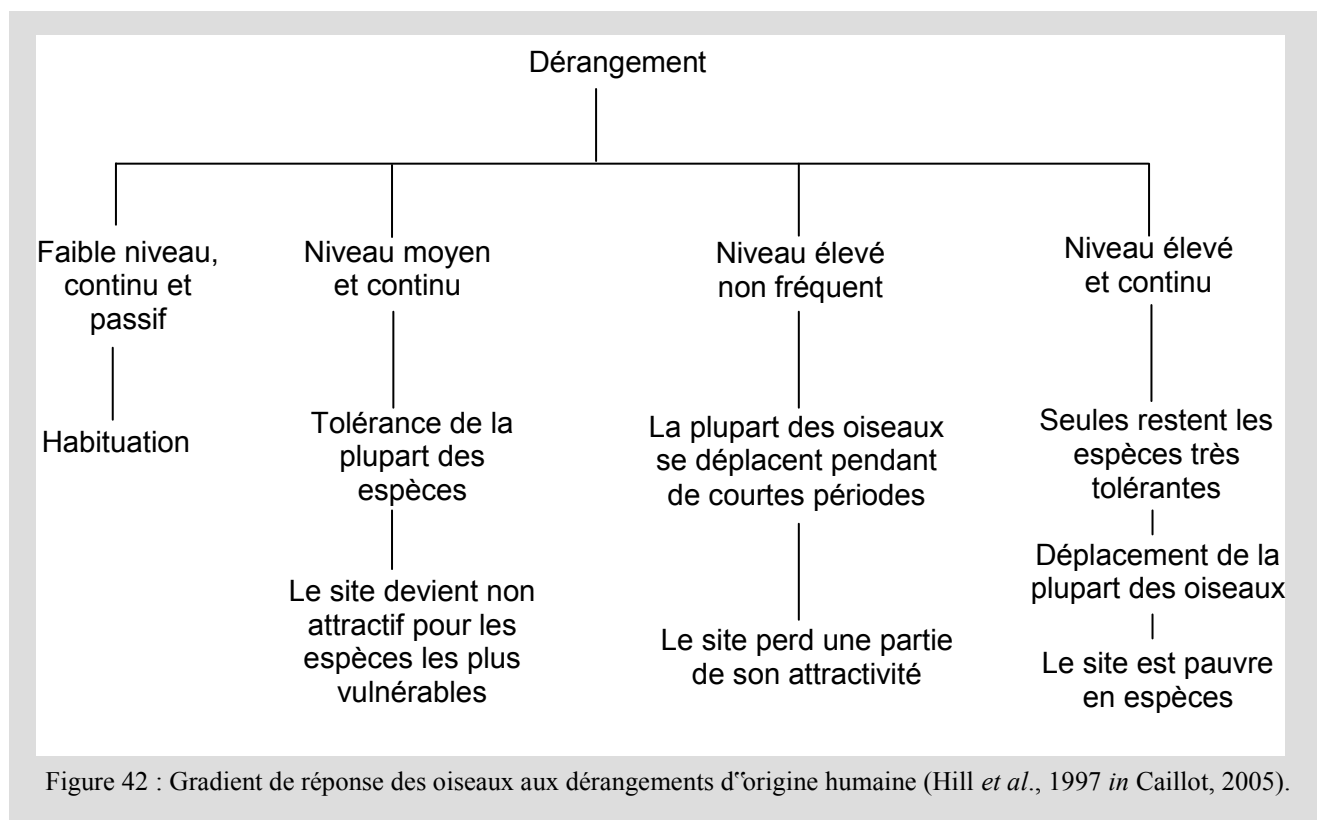 Dérangement
Faible niveau,
continu et
passif
Habituation
Niveau moyen
et continu
Tolérance de la
plupart des
espèces
Le site devient non
attractif pour les
espèces les plus
vulnérables
Niveau élevé
non fréquent
La plupart des oiseaux
se déplacent pendant
de courtes périodes
Le site perd une partie
de son attractivité
Niveau élevé
et continu
Seules restent les
espèces très
tolérantes
Déplacement de la
plupart des oiseaux
Le site est pauvre
en espèces
Figure 42 : Gradient de réponse des oiseaux aux dérangements d‟origine humaine (Hill et al., 1997 in Caillot, 2005).